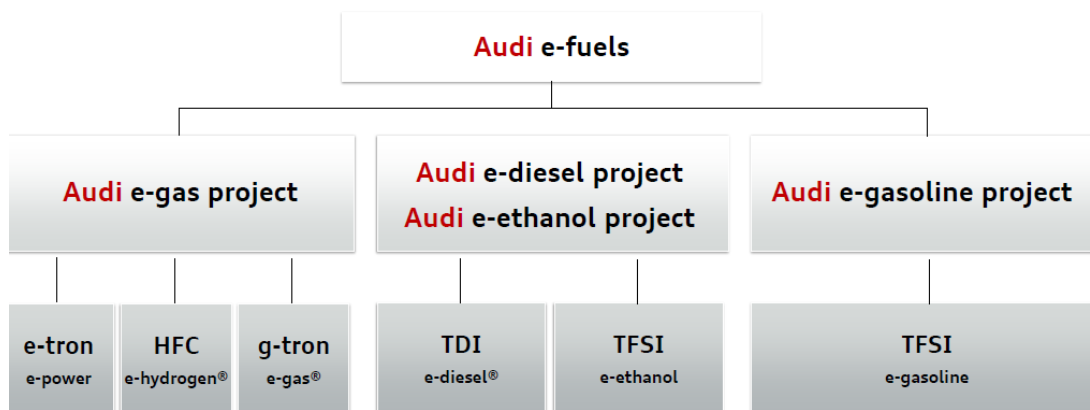 Audi e-fuels
Audi e-gas project
Audi e-diesel project
Audi e-ethanol project
Audi e-gasoline project
e-tron
e-power
HFC
e-hydrogen®
g-tron
e-gas®
TDI
e-diesel®
TFSI
e-ethanol
TFSI
e-gasoline